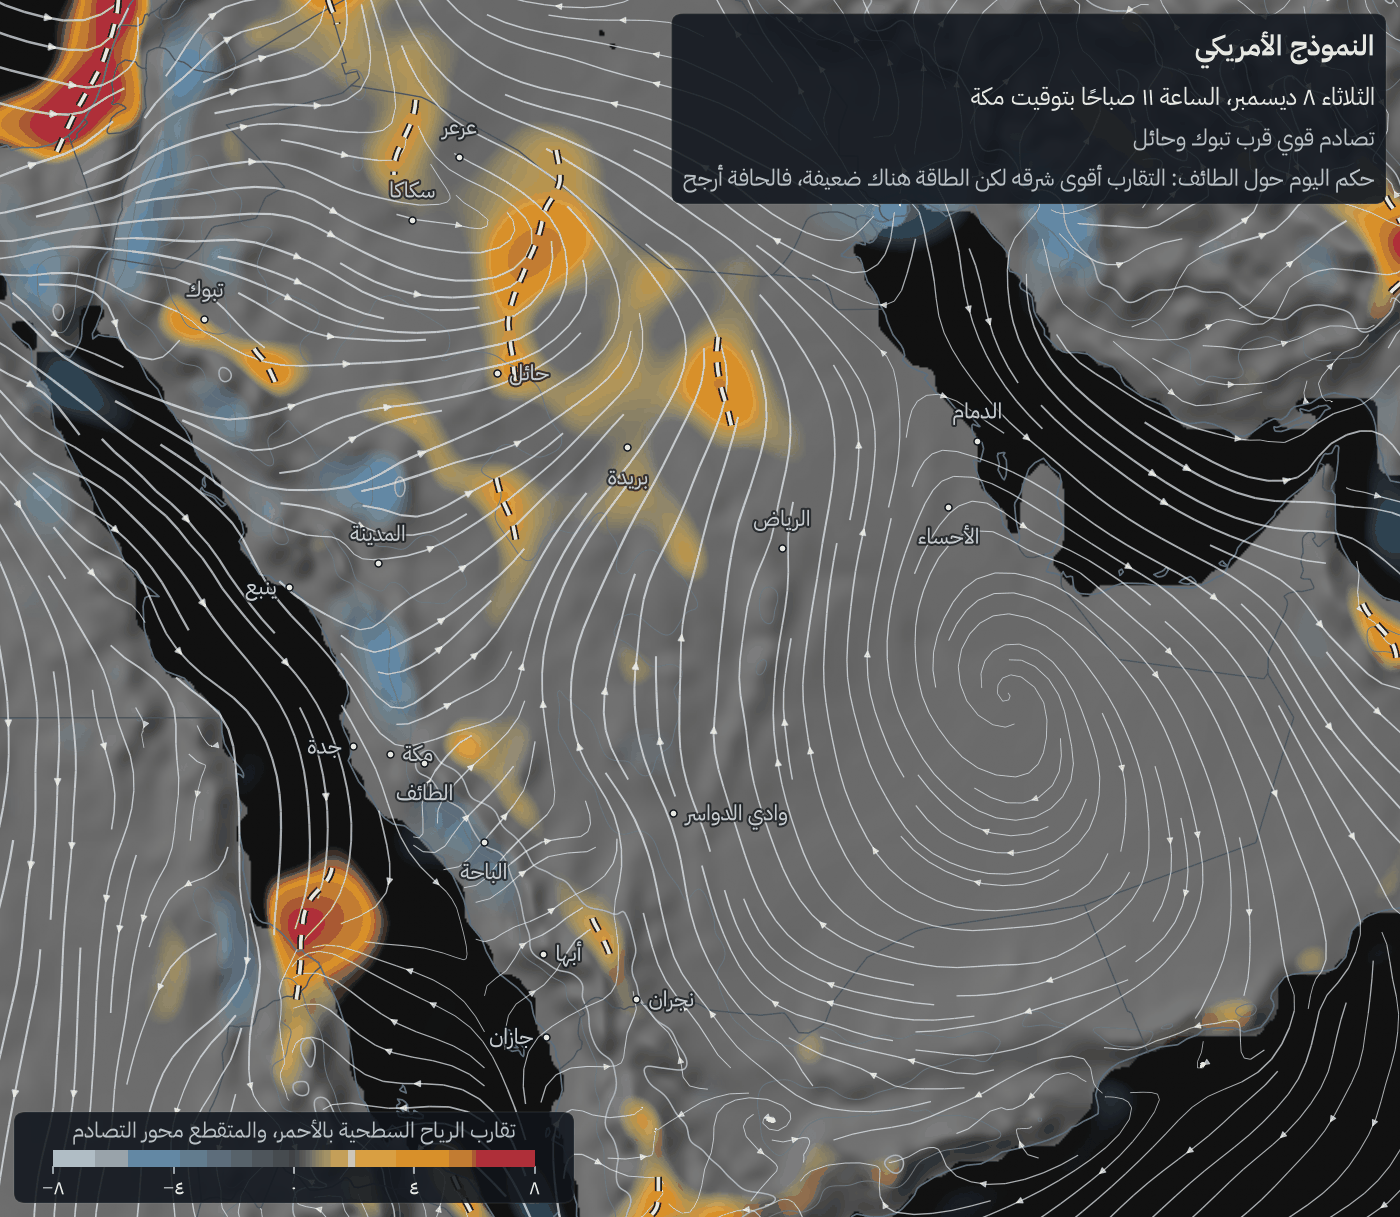 النموذج الأمريكي
الثلاثاء ٨ ديسمبر، الساعة ١١ صباحًا بتوقيت مكة
تصادم قوي قرب تبوك وحائل
حكم اليوم حول الطائف: التقارب أقوى شرقه لكن الطاقة هناك ضعيفة، فالحافة أرجح
عرعر
سكاكا
تبوك
حائل
الدمام
بريدة
الرياض
المدينة
الأحساء
ينبع
جدة
مكة
الطائف
وادي الدواسر
الباحة
أبها
نجران
جازان
تقارب الرياح السطحية بالأحمر، والمتقطع محور التصادم
−٨ −٤ ٠ ٤ ٨